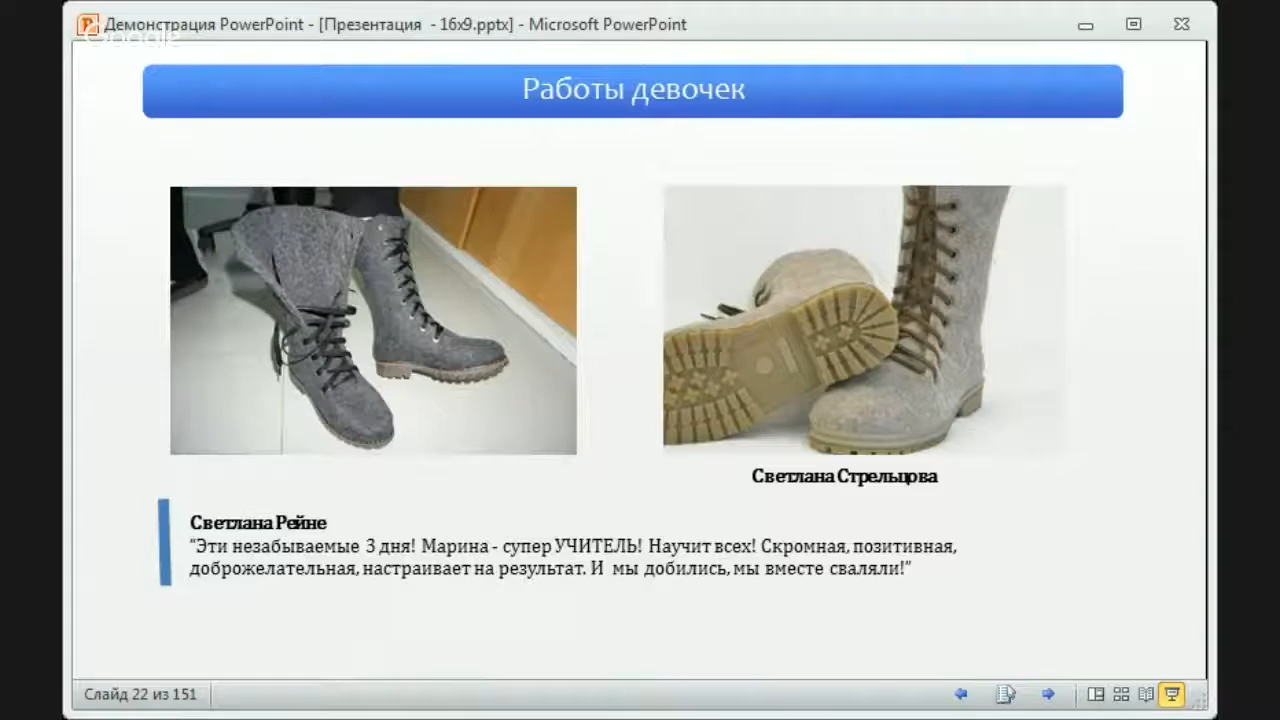 Демонстрация PowerPoint - [Презентация - 16x9.pptx] - Microsoft PowerPoint
Google
Работы девочек
Светлана Стрельцова
Светлана Рейне
“Эти незабываемые 3 дня! Марина - супер УЧИТЕЛЬ! Научит всех! Скромная, позитивная,
доброжелательная, настраивает на результат. И мы добились, мы вместе сваляли!”
Слайд 22 из 151